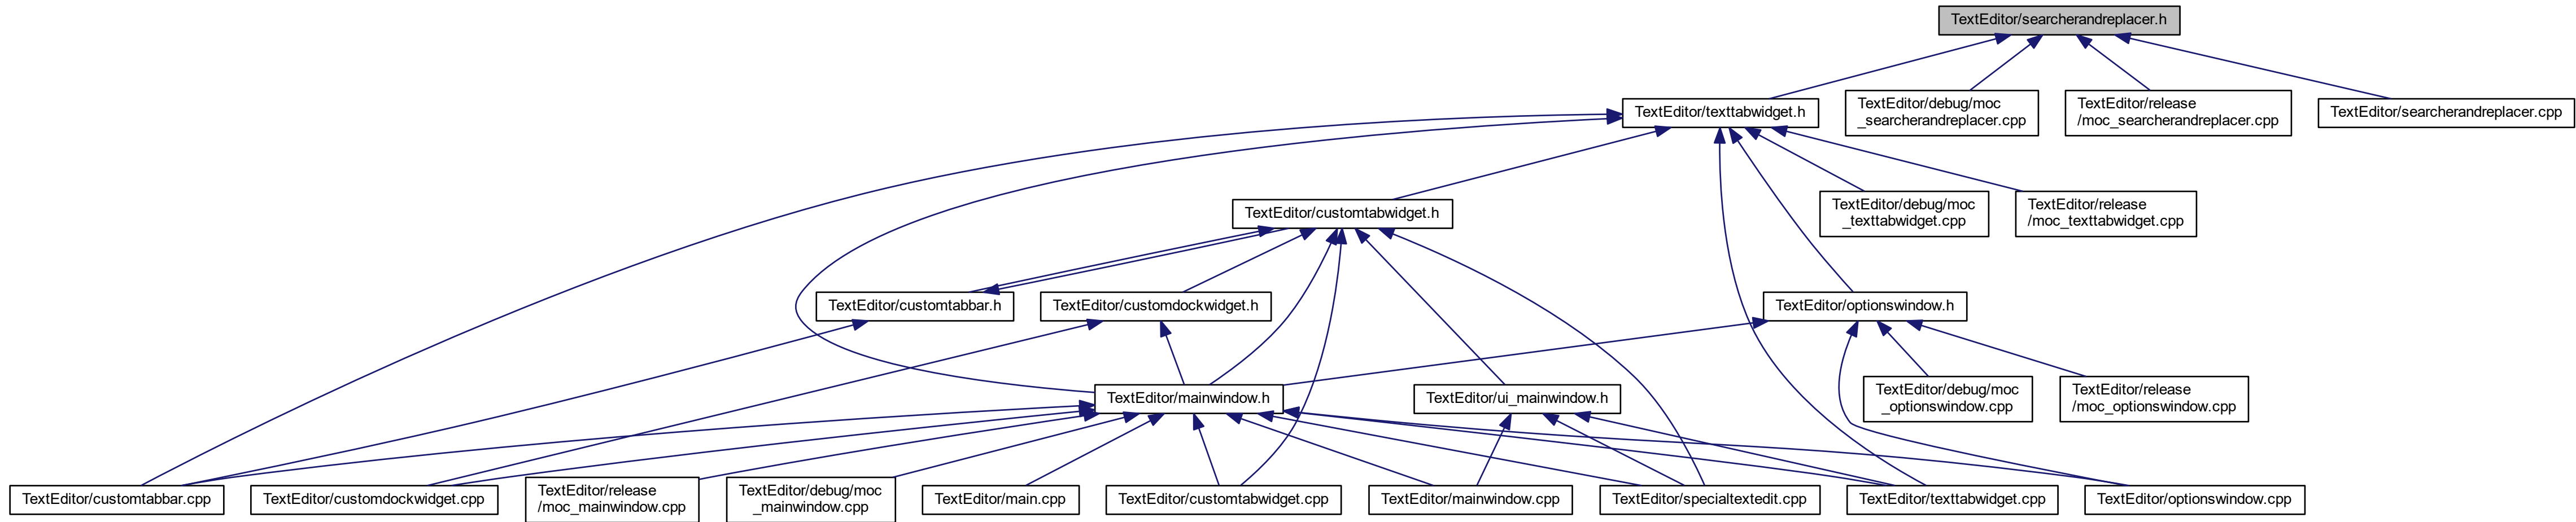 TextEditor/searcherandreplacer.h
TextEditor/texttabwidget.h
TextEditor/debug/moc
_searcherandreplacer.cpp
TextEditor/release
/moc_searcherandreplacer.cpp
TextEditor/searcherandreplacer.cpp
TextEditor/customtabwidget.h
TextEditor/debug/moc
_texttabwidget.cpp
TextEditor/release
/moc_texttabwidget.cpp
TextEditor/customtabbar.h
TextEditor/customdockwidget.h
TextEditor/optionswindow.h
TextEditor/mainwindow.h
TextEditor/ui_mainwindow.h
TextEditor/debug/moc
_optionswindow.cpp
TextEditor/release
/moc_optionswindow.cpp
TextEditor/customtabbar.cpp
TextEditor/customdockwidget.cpp
TextEditor/release
/moc_mainwindow.cpp
TextEditor/debug/moc
_mainwindow.cpp
TextEditor/main.cpp
TextEditor/customtabwidget.cpp
TextEditor/mainwindow.cpp
TextEditor/specialtextedit.cpp
TextEditor/texttabwidget.cpp
TextEditor/optionswindow.cpp